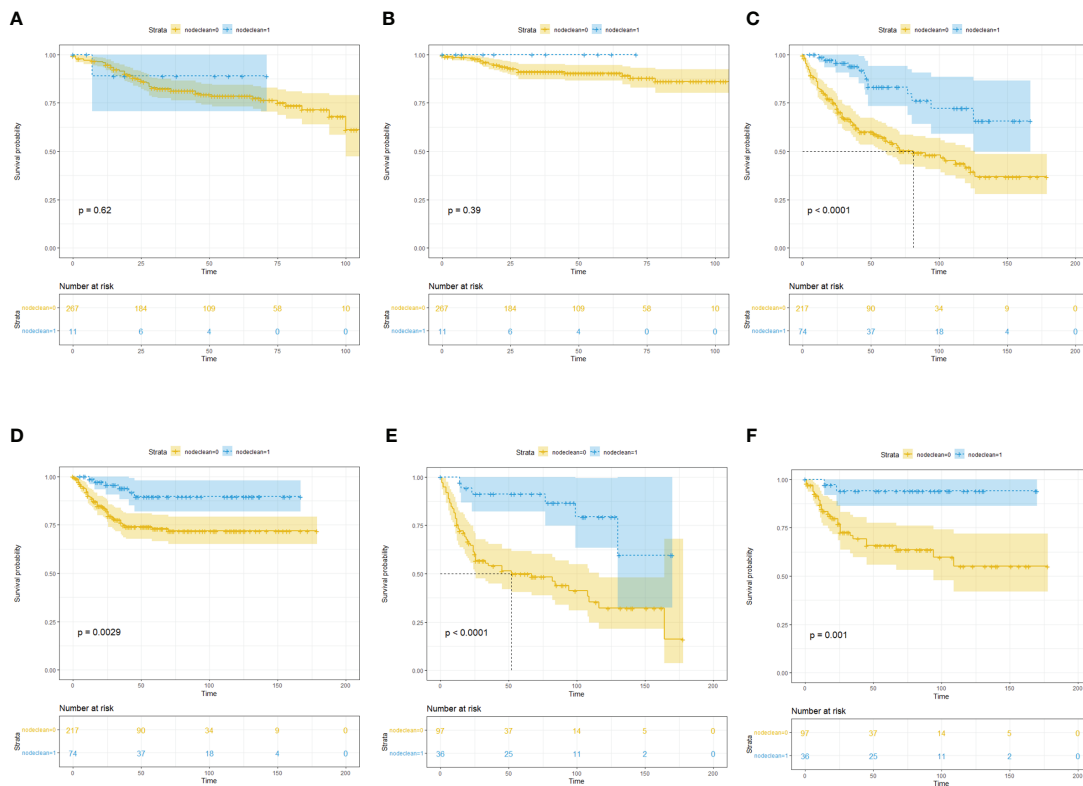 A
Strata nodeclean=0 nodeclean=1
Survival probability
1.00
0.75
0.50
0.25
0.00
p = 0.62
0 25 50 75 100
Time
Number at risk
Strata
nodeclean=0 267 184 109 58 10
nodeclean=1 11 6 4 0 0
0 25 50 75 100
Time
B
Strata nodeclean=0 nodeclean=1
Survival probability
1.00
0.75
0.50
0.25
0.00
p = 0.39
0 25 50 75 100
Time
Number at risk
Strata
nodeclean=0 267 184 109 58 10
nodeclean=1 11 6 4 0 0
0 25 50 75 100
Time
C
Strata nodeclean=0 nodeclean=1
Survival probability
1.00
0.75
0.50
0.25
0.00
p < 0.0001
0 50 100 150 200
Time
Number at risk
Strata
nodeclean=0 217 90 34 9 0
nodeclean=1 74 37 18 4 0
0 50 100 150 200
Time
D
Strata nodeclean=0 nodeclean=1
Survival probability
1.00
0.75
0.50
0.25
0.00
p = 0.0029
0 50 100 150 200
Time
Number at risk
Strata
nodeclean=0 217 90 34 9 0
nodeclean=1 74 37 18 4 0
0 50 100 150 200
Time
E
Strata nodeclean=0 nodeclean=1
Survival probability
1.00
0.75
0.50
0.25
0.00
p < 0.0001
0 50 100 150 200
Time
Number at risk
Strata
nodeclean=0 97 37 14 5 0
nodeclean=1 36 25 11 2 0
0 50 100 150 200
Time
F
Strata nodeclean=0 nodeclean=1
Survival probability
1.00
0.75
0.50
0.25
0.00
p = 0.001
0 50 100 150 200
Time
Number at risk
Strata
nodeclean=0 97 37 14 5 0
nodeclean=1 36 25 11 2 0
0 50 100 150 200
Time